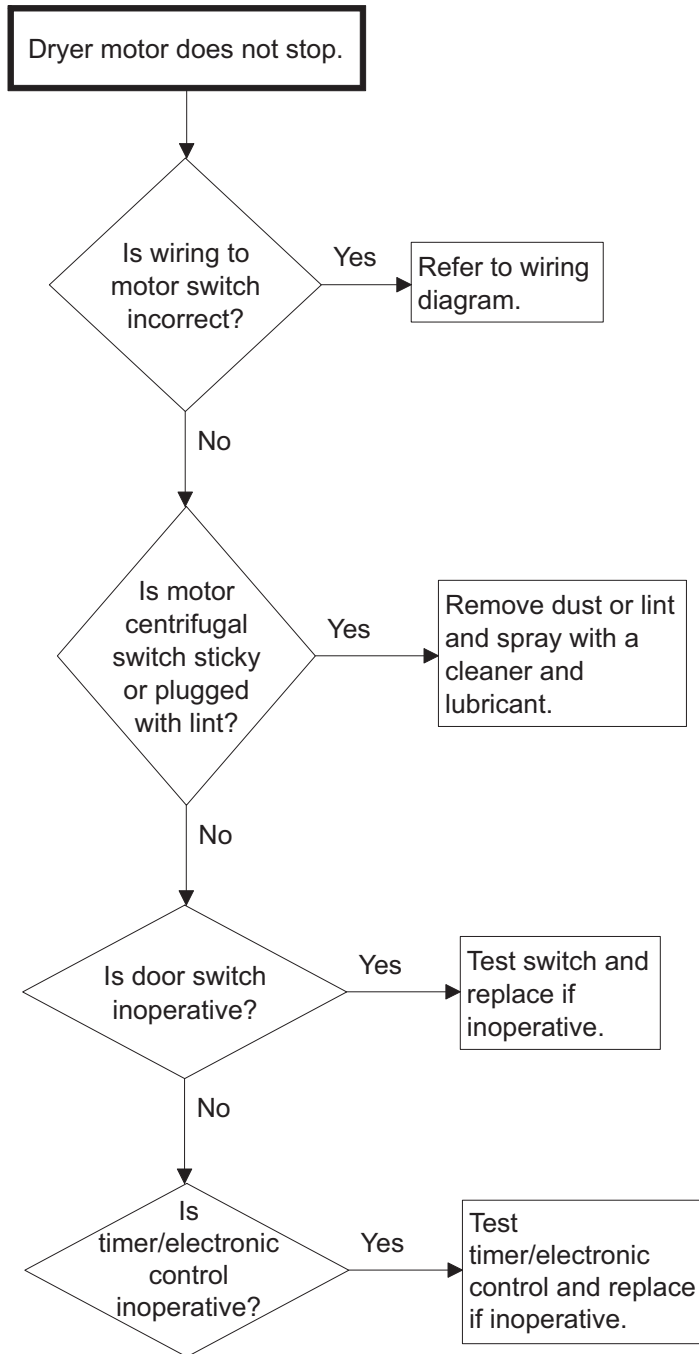 Dryer motor does not stop.
Is wiring to
motor switch
incorrect?
Yes
Refer to wiring
diagram.
No
Is motor
centrifugal
switch sticky
or plugged
with lint?
Yes
Remove dust or lint
and spray with a
cleaner and
lubricant.
No
Is door switch
inoperative?
Yes
Test switch and
replace if
inoperative.
No
Is
timer/electronic
control
inoperative?
Yes
Test
timer/electronic
control and replace
if inoperative.